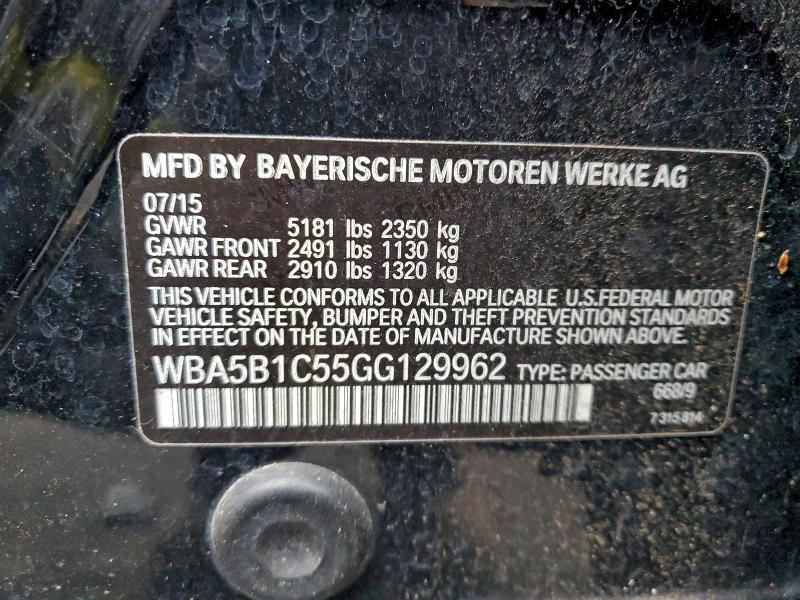 MFD BY BAYERISCHE MOTOREN WERKE AG
07/15
GVWR 5181 lbs 2350 kg
GAWR FRONT 2491 lbs 1130 kg
GAWR REAR 2910 lbs 1320 kg
THIS VEHICLE CONFORMS TO ALL APPLICABLE U.S.FEDERAL MOTOR
VEHICLE SAFETY, BUMPER AND THEFT PREVENTION STANDARDS
IN EFFECT ON THE DATE OF MANUFACTURE SHOWN ABOVE.
WBA5B1C55GG129962 TYPE: PASSENGER CAR
668/9
7 315 814